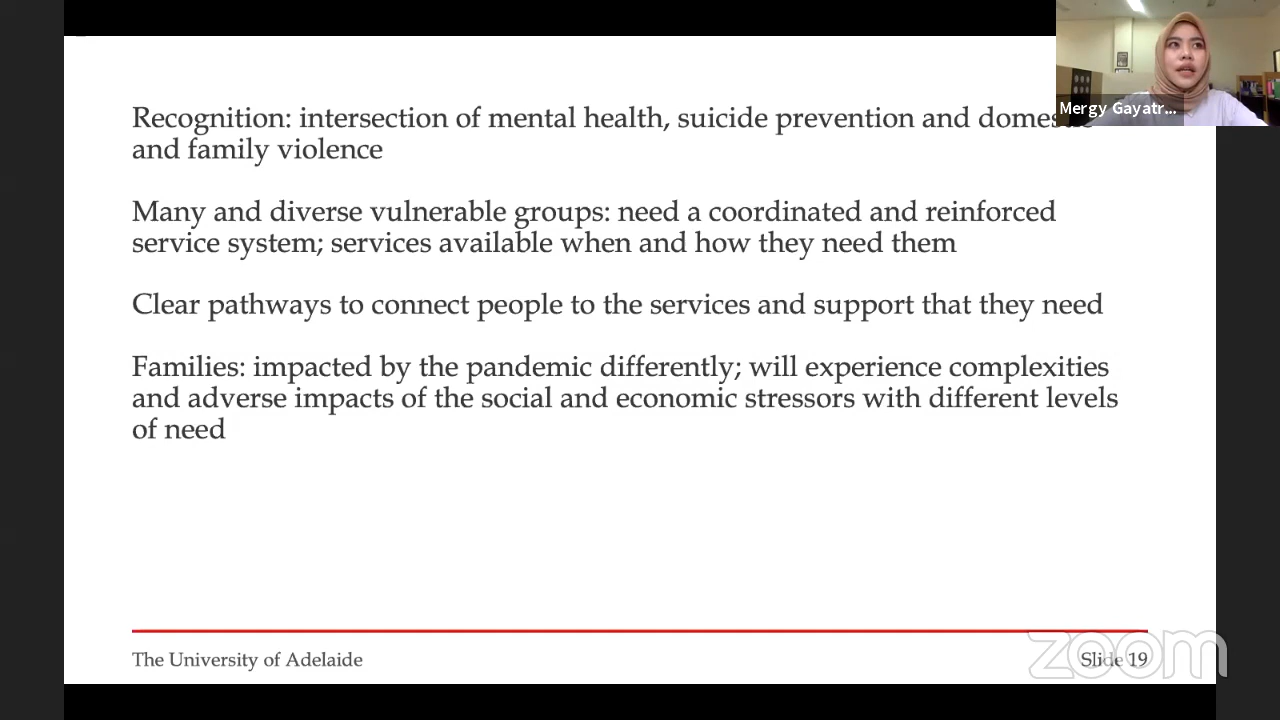 Mergy Gayatr...
Recognition: intersection of mental health, suicide prevention and
and family violence
Many and diverse vulnerable groups: need a coordinated and reinforced
service system; services available when and how they need them
Clear pathways to connect people to the services and support that they need
Families: impacted by the pandemic differently; will experience complexities
and adverse impacts of the social and economic stressors with different levels
of need
The University of Adelaide
Slide 19
zoom